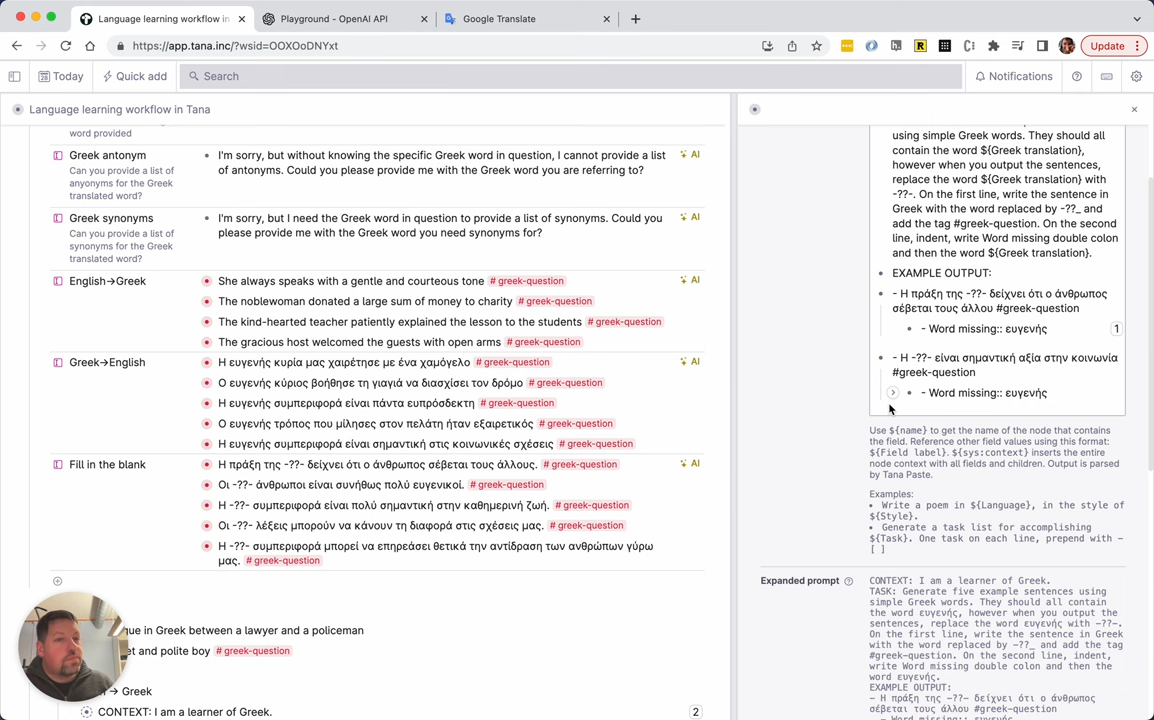 Language learning workflow in
Playground - OpenAI API
Google Translate
https://app.tana.inc/?wsid=OOXOoDNYxt
Update
Today
Quick add
Search
Notifications
Language learning workflow in Tana
word provided
Greek antonym
Can you provide a list of
anyonyms for the Greek
translated word?
I'm sorry, but without knowing the specific Greek word in question, I cannot provide a list
of antonyms. Could you please provide me with the Greek word you are referring to?
AI
Greek synonyms
Can you provide a list of
synonyms for the Greek
translated word?
I'm sorry, but I need the Greek word in question to provide a list of synonyms. Could you
please provide me with the Greek word you need synonyms for?
AI
English→Greek
She always speaks with a gentle and courteous tone # greek-question
AI
The noblewoman donated a large sum of money to charity # greek-question
The kind-hearted teacher patiently explained the lesson to the students # greek-question
The gracious host welcomed the guests with open arms # greek-question
Greek→English
Η ευγενής κυρία μας χαιρέτησε με ένα χαμόγελο # greek-question
AI
Ο ευγενής κύριος βοήθησε τη γιαγιά να διασχίσει τον δρόμο # greek-question
Η ευγενής συμπεριφορά είναι πάντα ευπρόσδεκτη # greek-question
Ο ευγενής τρόπος που μίλησες στον πελάτη ήταν εξαιρετικός # greek-question
Η ευγενής συμπεριφορά είναι σημαντική στις κοινωνικές σχέσεις # greek-question
Fill in the blank
Η πράξη της -??- δείχνει ότι ο άνθρωπος σέβεται τους άλλους. # greek-question
AI
Οι -??- άνθρωποι είναι συνήθως πολύ ευγενικοί. # greek-question
Η -??- συμπεριφορά είναι πολύ σημαντική στην καθημερινή ζωή. # greek-question
Οι -??- λέξεις μπορούν να κάνουν τη διαφορά στις σχέσεις μας. # greek-question
Η -??- συμπεριφορά μπορεί να επηρεάσει θετικά την αντίδραση των ανθρώπων γύρω
μας. # greek-question
gue in Greek between a lawyer and a policeman
et and polite boy # greek-question
→ Greek
CONTEXT: I am a learner of Greek.
2
using simple Greek words. They should all
contain the word ${Greek translation},
however when you output the sentences,
replace the word ${Greek translation} with
-??-. On the first line, write the sentence in
Greek with the word replaced by -??_ and
add the tag #greek-question. On the second
line, indent, write Word missing double colon
and then the word ${Greek translation}.
EXAMPLE OUTPUT:
- Η πράξη της -??- δείχνει ότι ο άνθρωπος
σέβεται τους άλλου #greek-question
- Word missing:: ευγενής
1
- Η -??- είναι σημαντική αξία στην κοινωνία
#greek-question
- Word missing:: ευγενής
Use ${name} to get the name of the node that contains
the field. Reference other field values using this format:
${Field label}. ${sys:context} inserts the entire
node context with all fields and children. Output is parsed
by Tana Paste.
Examples:
• Write a poem in ${Language}, in the style of
${Style}.
• Generate a task list for accomplishing
${Task}. One task on each line, prepend with -
[ ]
Expanded prompt
CONTEXT: I am a learner of Greek.
TASK: Generate five example sentences using
simple Greek words. They should all contain
the word ευγενής, however when you output the
sentences, replace the word ευγενής with -??-.
On the first line, write the sentence in Greek
with the word replaced by -??_ and add the tag
#greek-question. On the second line, indent,
write Word missing double colon and then the
word ευγενής.
EXAMPLE OUTPUT:
- Η πράξη της -??- δείχνει ότι ο άνθρωπος
σέβεται τους άλλου #greek-question
- Word missing:: ευγενής